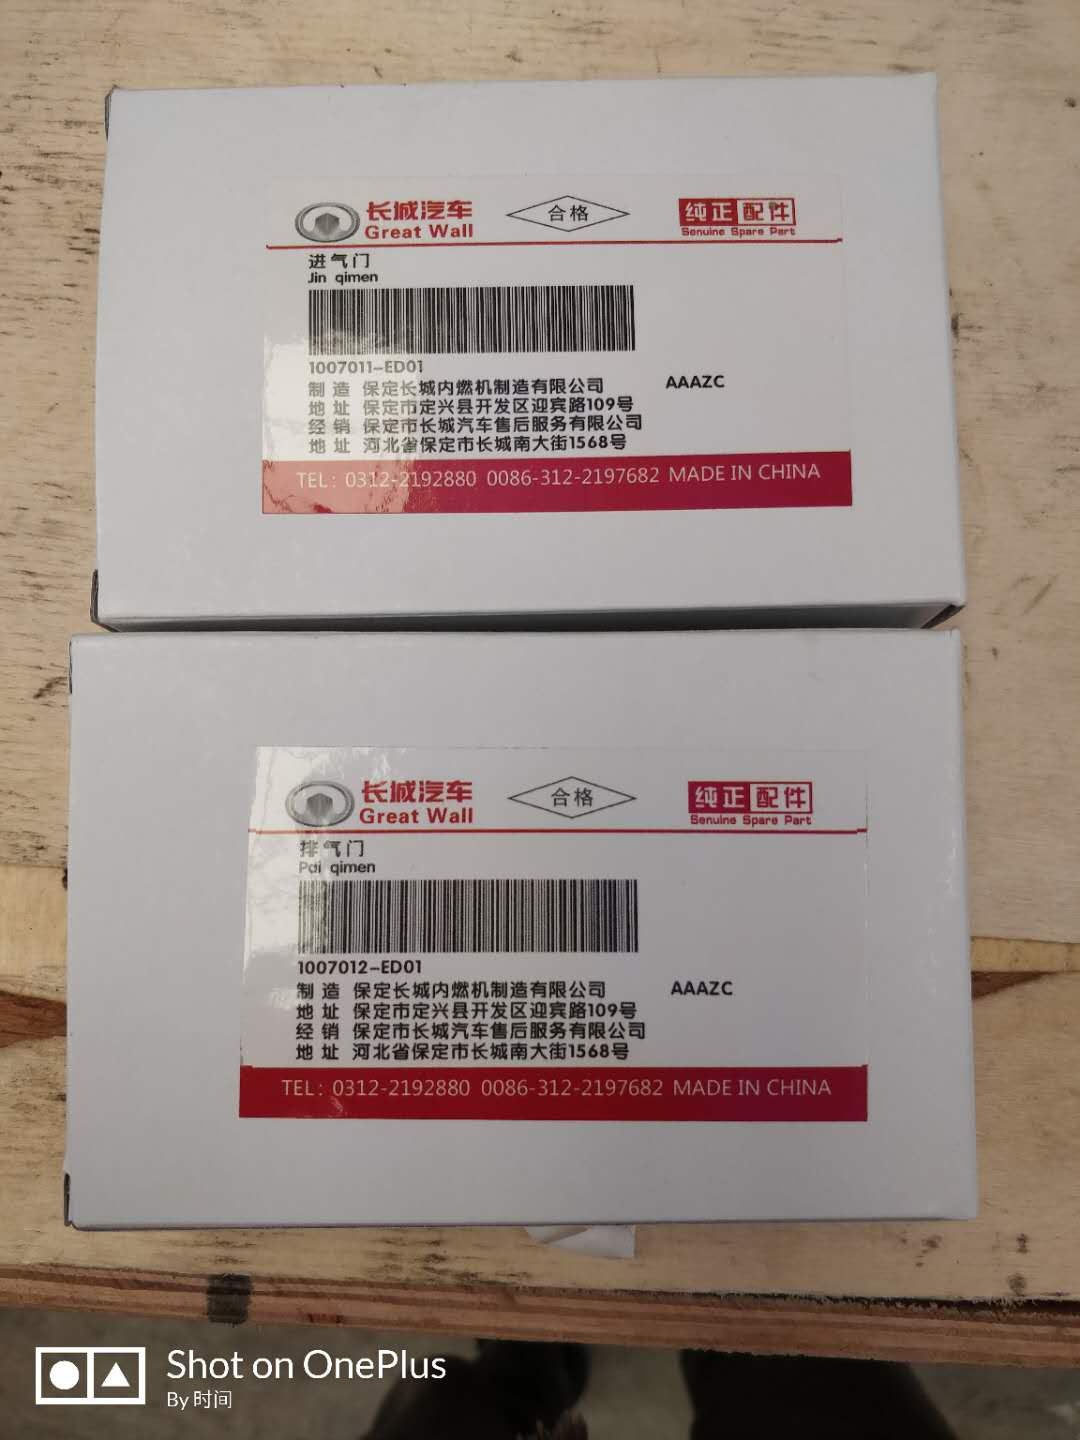 长城汽车
Great Wall
合格
纯正配件
Senuine Spare Part
进气门
Jin qimen
1007011-ED01
制造 保定长城内燃机制造有限公司 AAAZC
地址 保定市定兴县开发区迎宾路109号
经销 保定市长城汽车售后服务有限公司
地址 河北省保定市长城南大街1568号
TEL: 0312-2192880 0086-312-2197682 MADE IN CHINA
长城汽车
Great Wall
合格
纯正配件
Senuine Spare Part
排气门
Pai qimen
1007012-ED01
制造 保定长城内燃机制造有限公司 AAAZC
地址 保定市定兴县开发区迎宾路109号
经销 保定市长城汽车售后服务有限公司
地址 河北省保定市长城南大街1568号
TEL: 0312-2192880 0086-312-2197682 MADE IN CHINA
Shot on OnePlus
By 时间